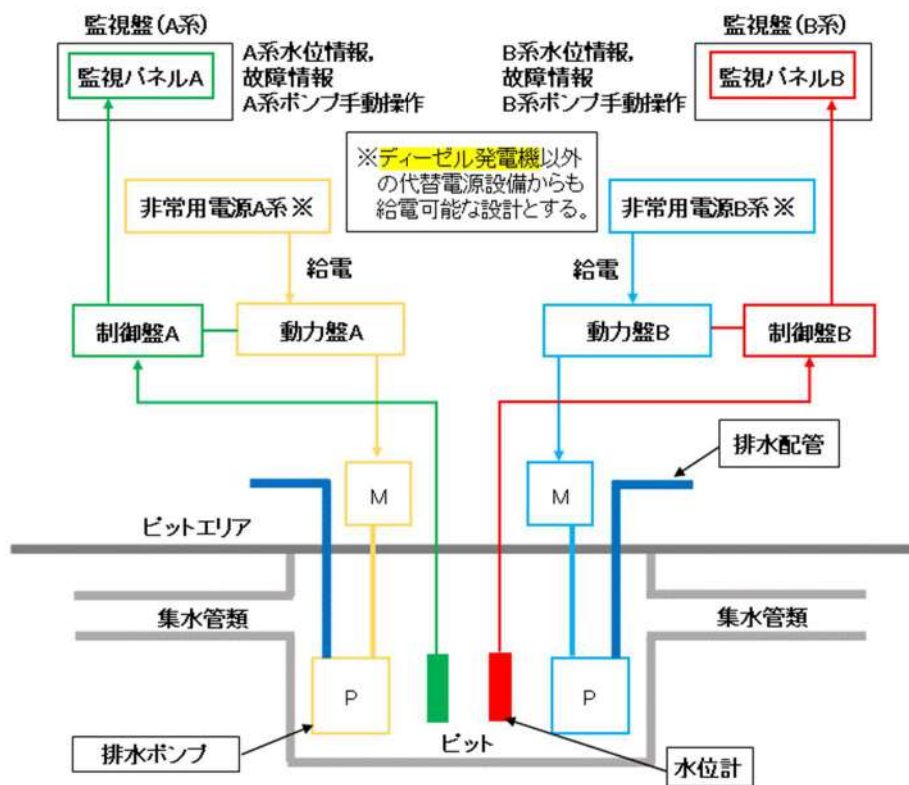 監視盤(A系)
監視パネルA
A系水位情報,
故障情報
A系ポンプ手動操作
監視盤(B系)
B系水位情報,
故障情報
B系ポンプ手動操作
監視パネルB
※ディーゼル発電機以外
の代替電源設備からも
給電可能な設計とする。
非常用電源A系※
非常用電源B系※
給電
給電
制御盤A
動力盤A
動力盤B
制御盤B
排水配管
M
M
ピットエリア
集水管類
集水管類
P
P
排水ポンプ
ピット
水位計